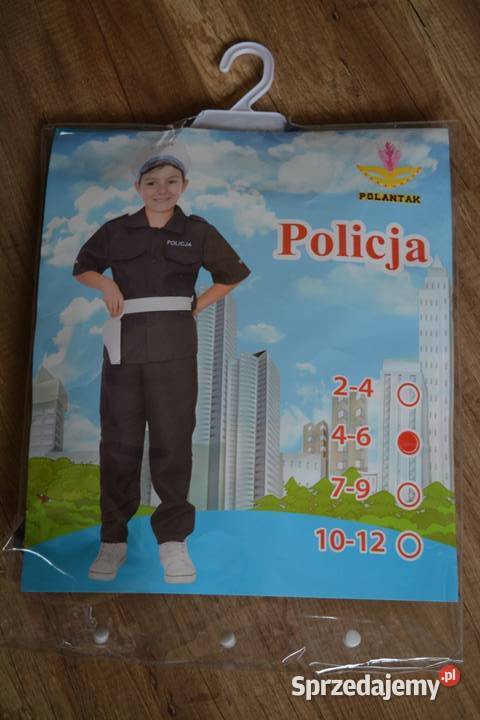 POLANTAK
Policja
POLICJA
2-4
4-6
7-9
10-12
Sprzedajemy.pl